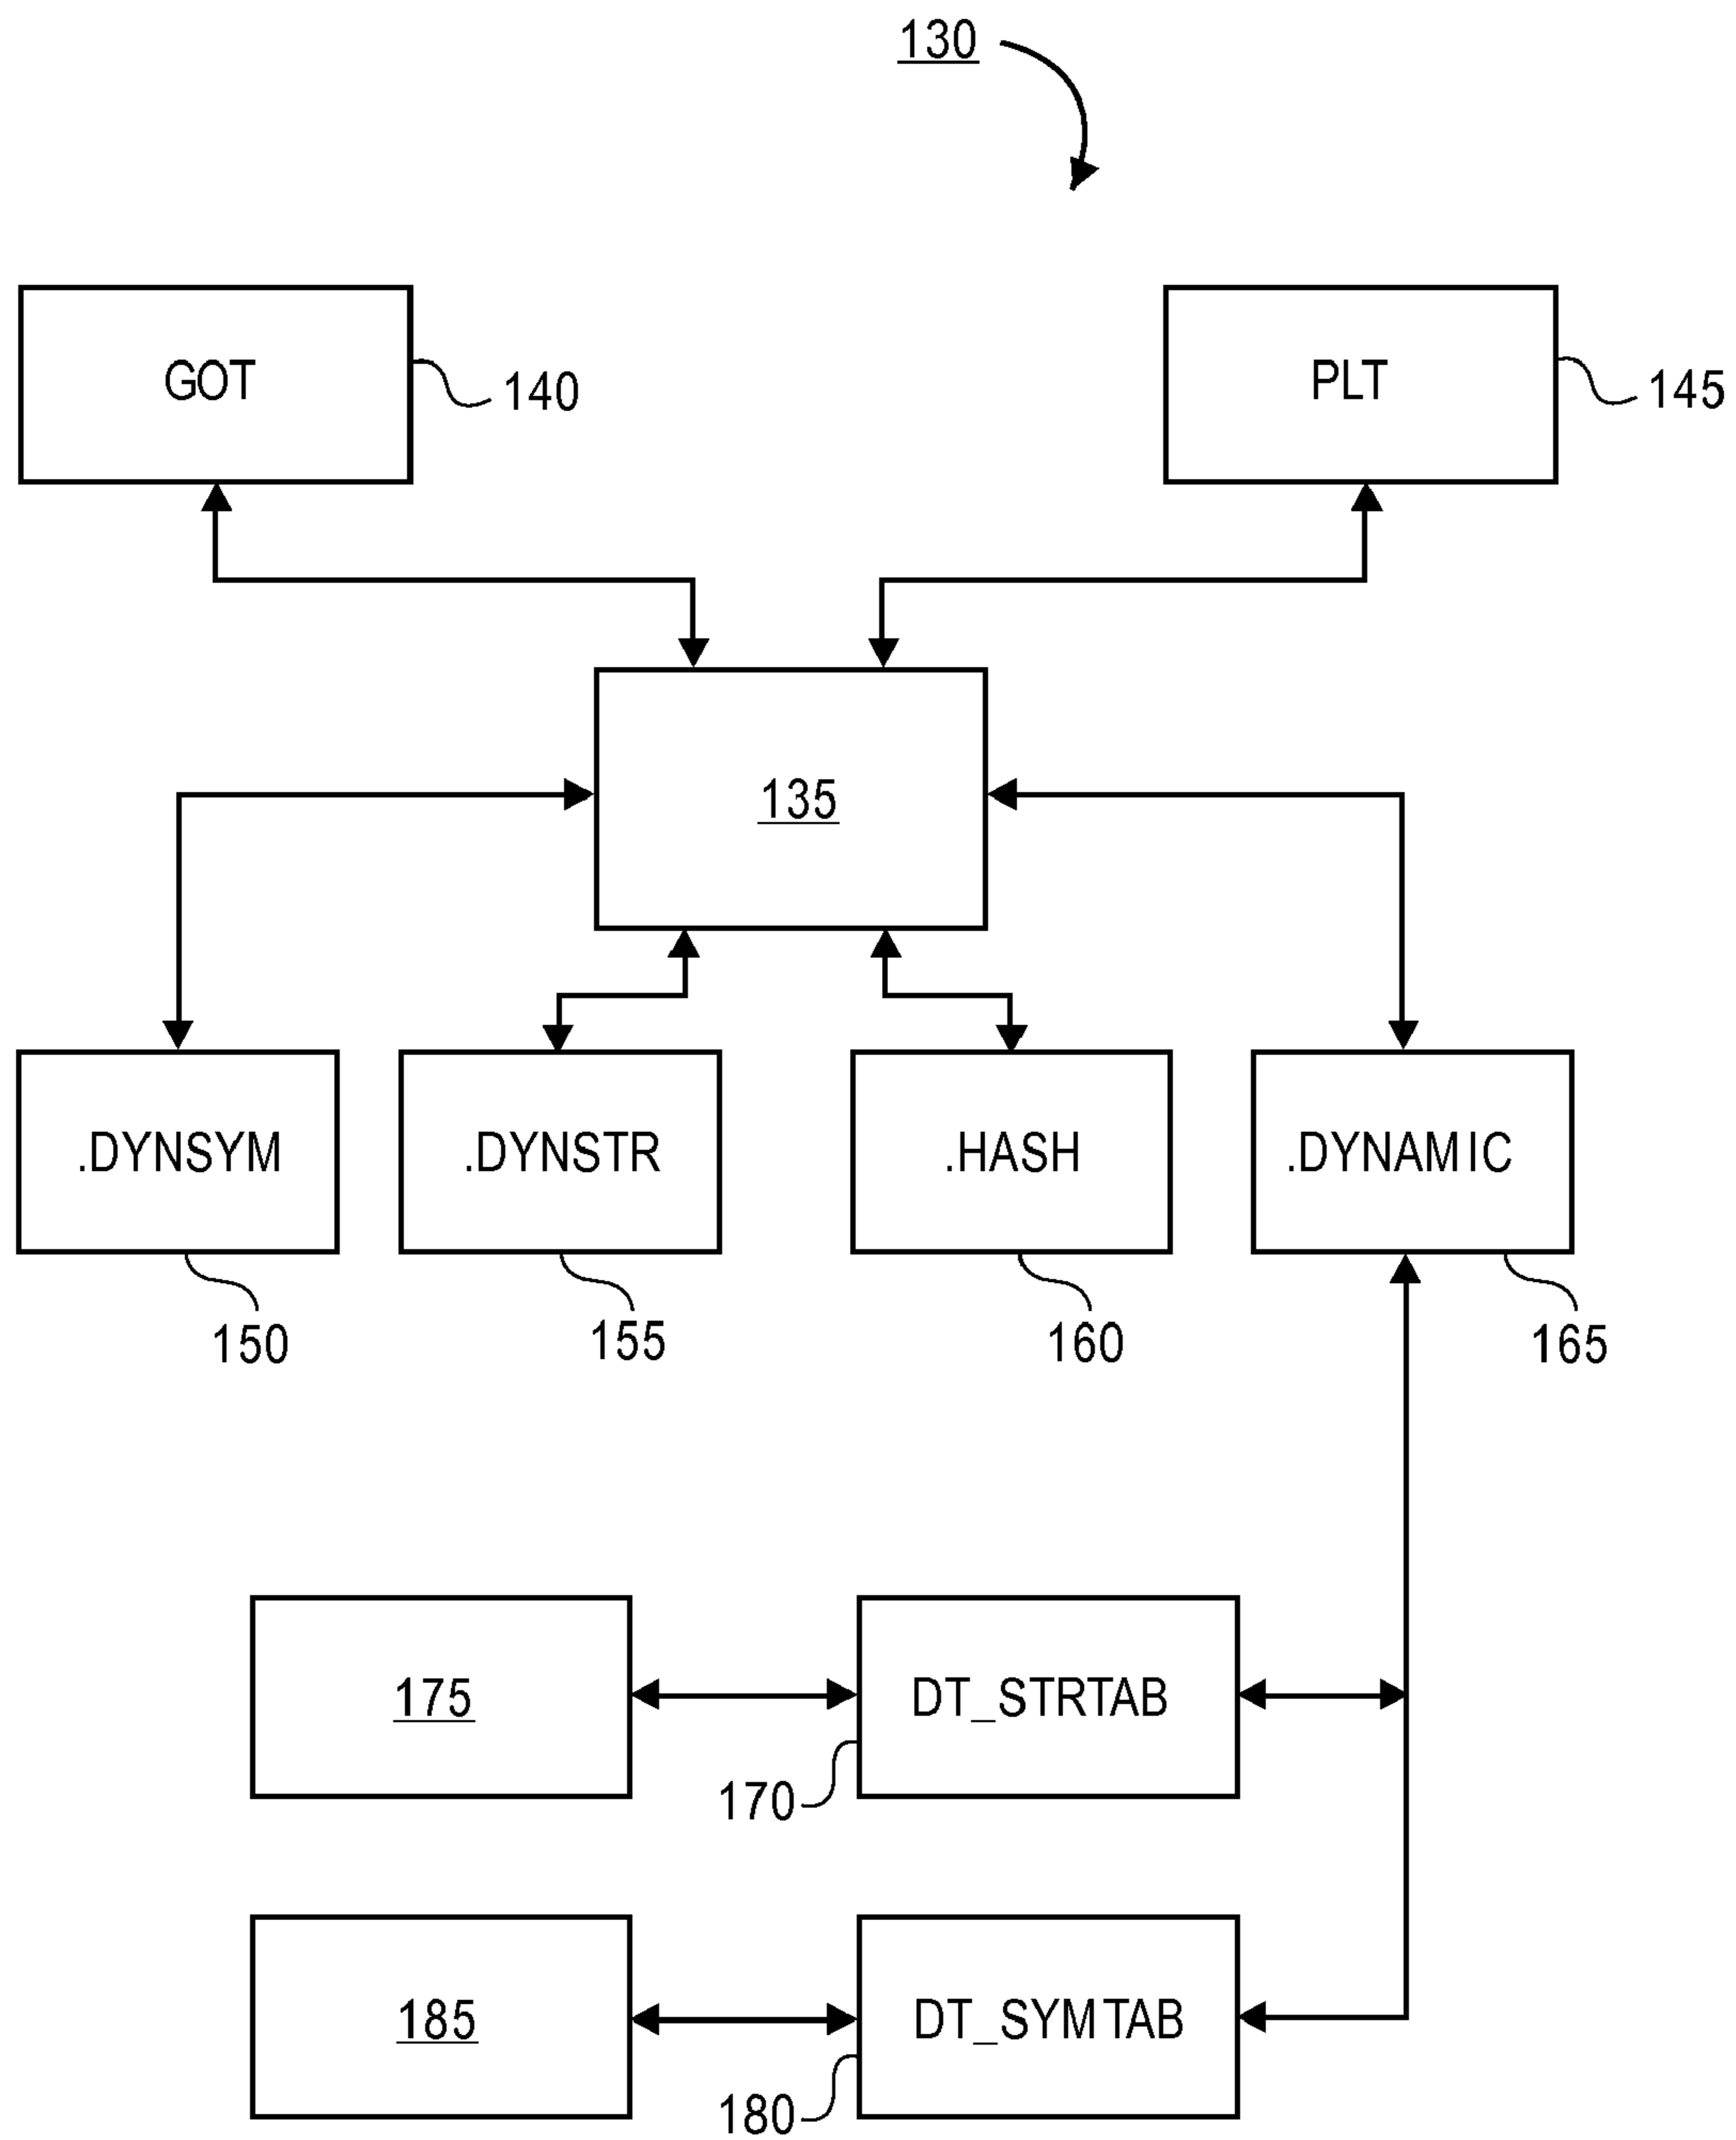 130
GOT
140
PLT
145
135
.DYNSYM
.DYNSTR
.HASH
.DYNAMIC
150
155
160
165
175
DT_STRTAB
170
185
DT_SYMTAB
180